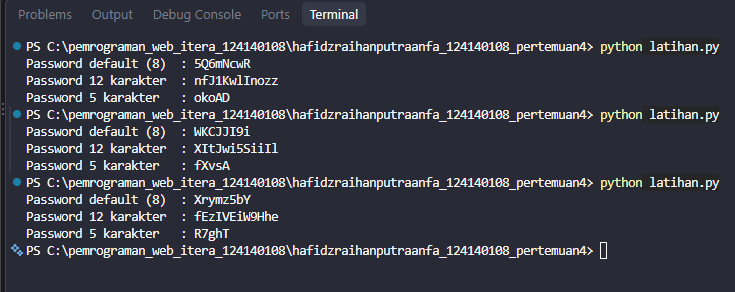 Problems Output Debug Console Ports Terminal
PS C:\pemrograman_web_itera_124140108\hafidzraihanputraanfa_124140108_pertemuan4> python latihan.py
Password default (8) : 5Q6mNcwR
Password 12 karakter : nfJ1KwlInozz
Password 5 karakter : okoAD
PS C:\pemrograman_web_itera_124140108\hafidzraihanputraanfa_124140108_pertemuan4> python latihan.py
Password default (8) : WKCJJI9i
Password 12 karakter : XItJwi5SiiIl
Password 5 karakter : fXvsA
PS C:\pemrograman_web_itera_124140108\hafidzraihanputraanfa_124140108_pertemuan4> python latihan.py
Password default (8) : Xrymz5bY
Password 12 karakter : fEzIVEiW9Hhe
Password 5 karakter : R7ghT
PS C:\pemrograman_web_itera_124140108\hafidzraihanputraanfa_124140108_pertemuan4>